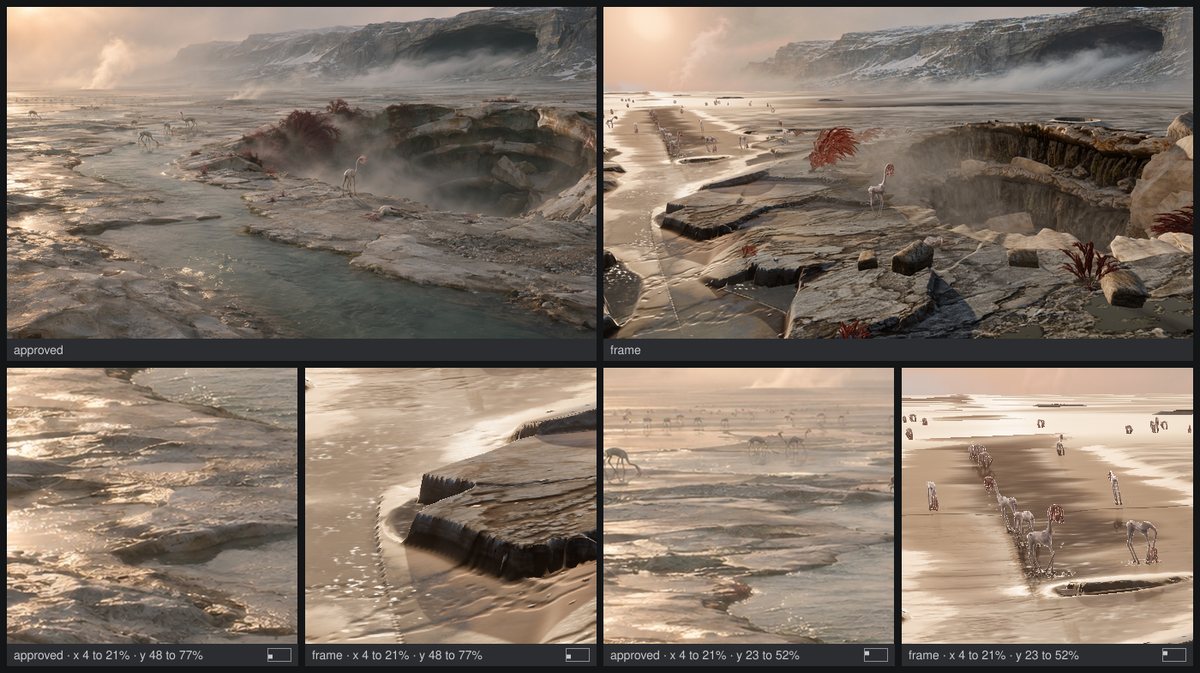 approved
frame
approved · x 4 to 21% · y 48 to 77%
frame · x 4 to 21% · y 48 to 77%
approved · x 4 to 21% · y 23 to 52%
frame · x 4 to 21% · y 23 to 52%